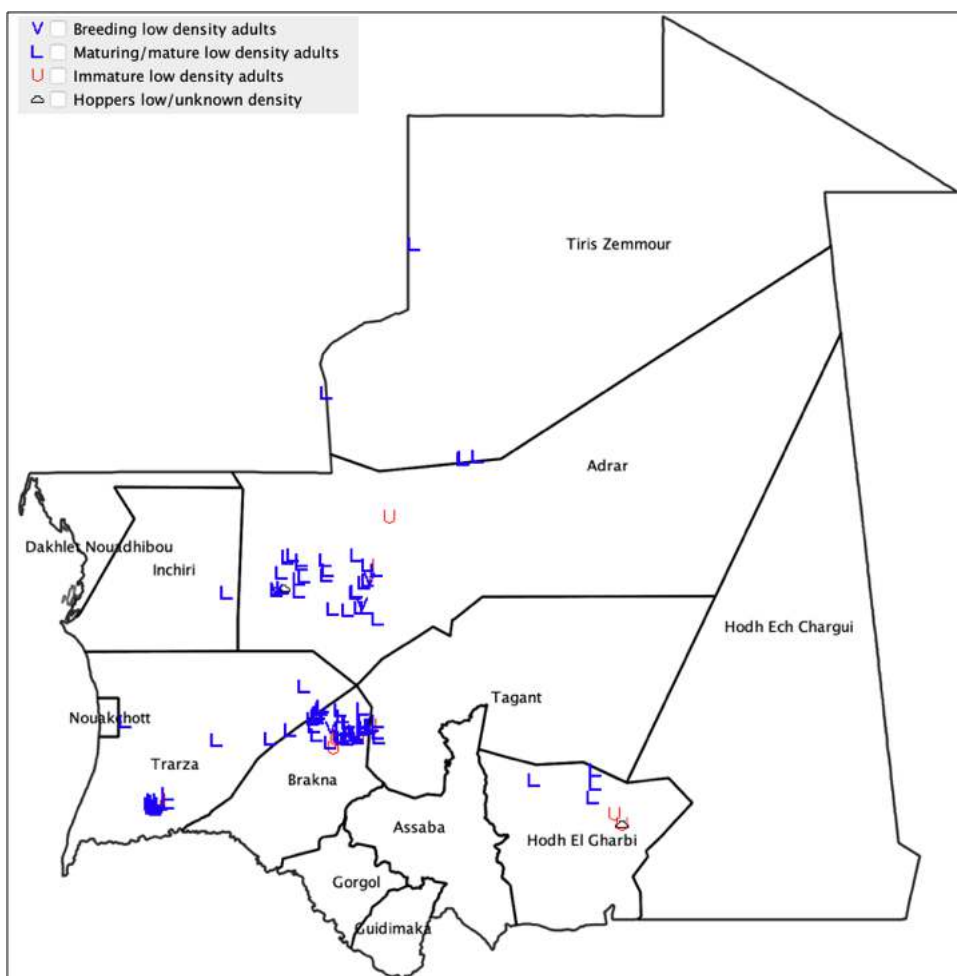 Breeding low density adults
Maturing/mature low density adults
Immature low density adults
Hoppers low/unknown density
Tiris Zemmour
Adrar
Dakhlet Nouadhibou
Inchiri
Hodh Ech Chargui
Tagant
Nouakchott
Trarza
Brakna
Assaba
Hodh El Gharbi
Gorgol
Guidimaka